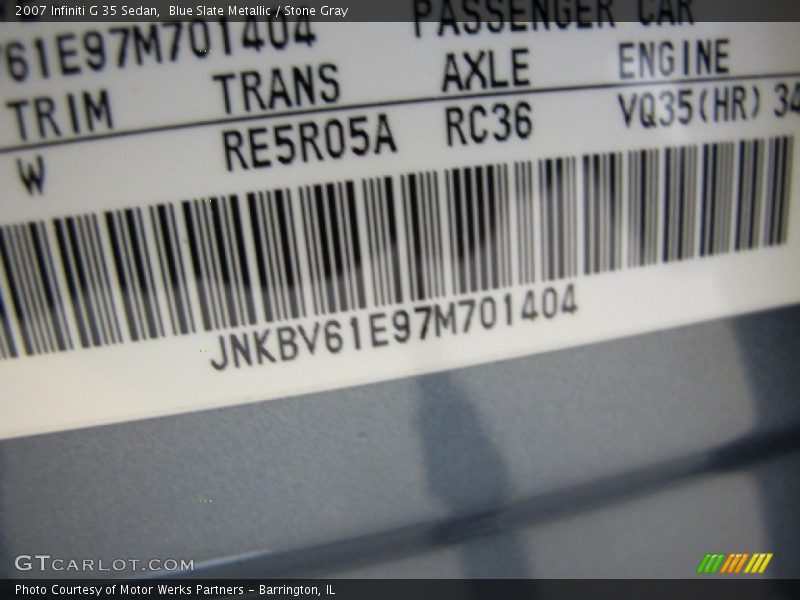 2007 Infiniti G 35 Sedan,  Blue Slate Metallic / Stone Gray
PASSENGER CAR
61E97M701404
TRIM TRANS AXLE ENGINE
W RE5R05A RC36 VQ35(HR) 34
JNKBV61E97M701404
GTCARLOT.COM
Photo Courtesy of Motor Werks Partners - Barrington, IL